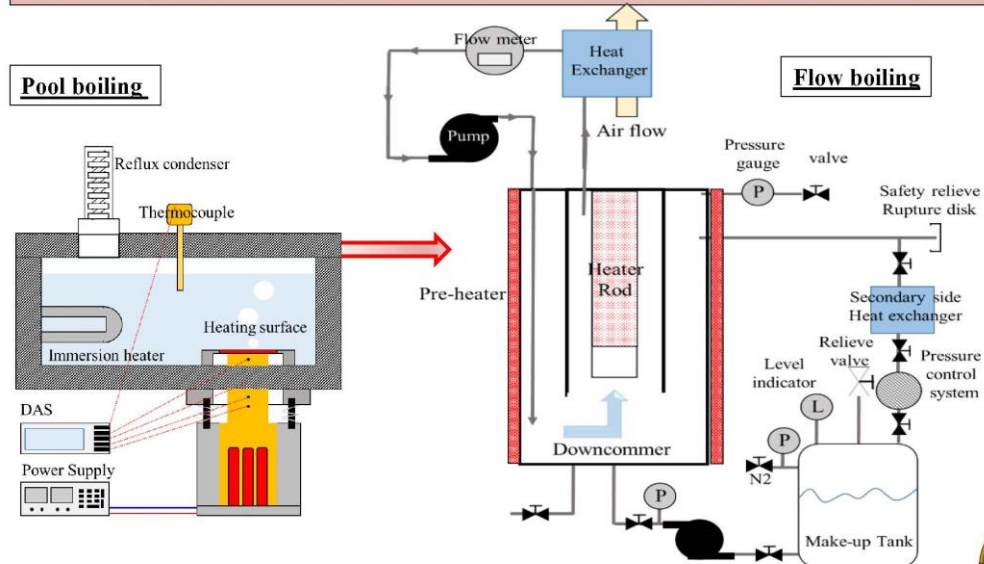 Pool boiling
Reflux condenser
Thermocouple
Heating surface
Immersion heater
DAS
Power Supply
Flow meter
Heat
Exchanger
Flow boiling
Pump
Air flow
Pressure
gauge
valve
P
Safety relieve
Rupture disk
Pre-heater
Heater
Rod
Secondary side
Heat exchanger
Relieve
valve
Level
indicator
Pressure
control
system
L
P
N2
Downcommer
P
Make-up Tank